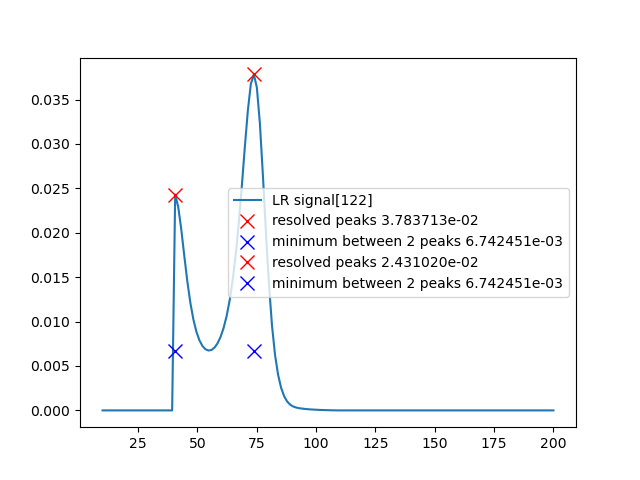 0.035
0.030
0.025
0.020
0.015
0.010
0.005
0.000
LR signal[122]
resolved peaks 3.783713e-02
minimum between 2 peaks 6.742451e-03
resolved peaks 2.431020e-02
minimum between 2 peaks 6.742451e-03
25 50 75 100 125 150 175 200